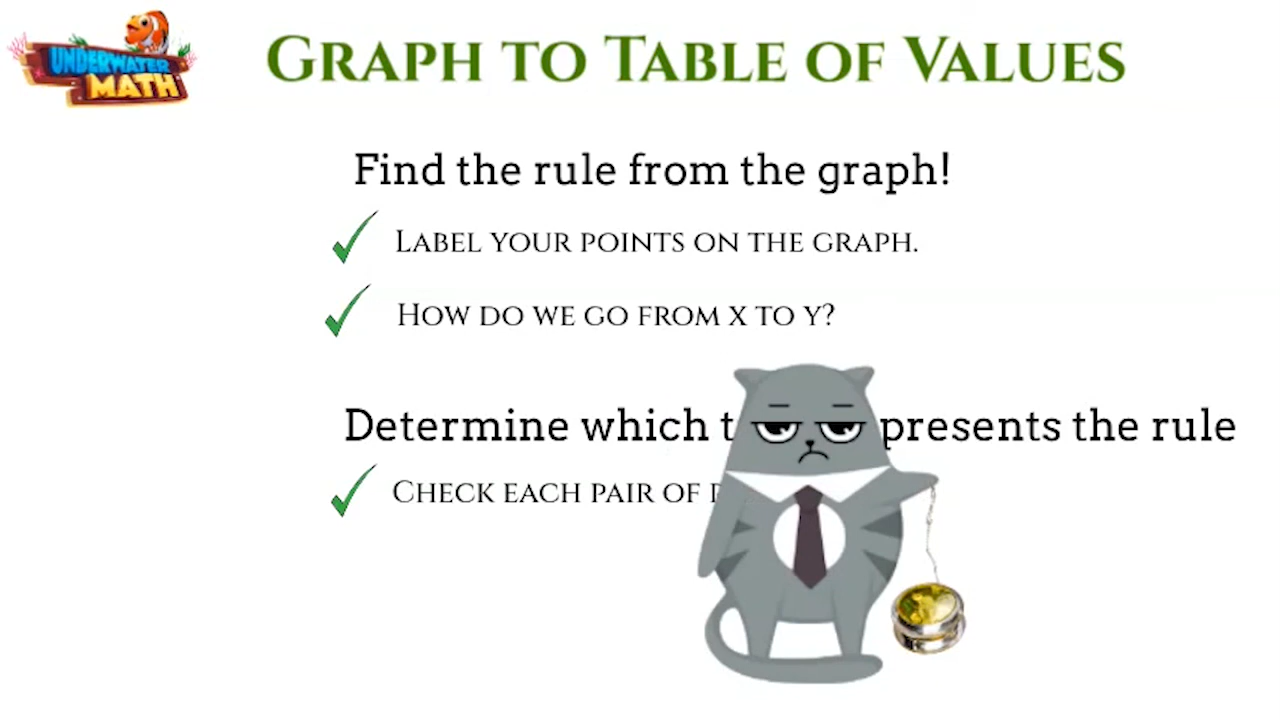 UNDERWATER
MATH
GRAPH TO TABLE OF VALUES
Find the rule from the graph!
LABEL YOUR POINTS ON THE GRAPH.
HOW DO WE GO FROM X TO Y?
Determine which presents the rule
CHECK EACH PAIR OF